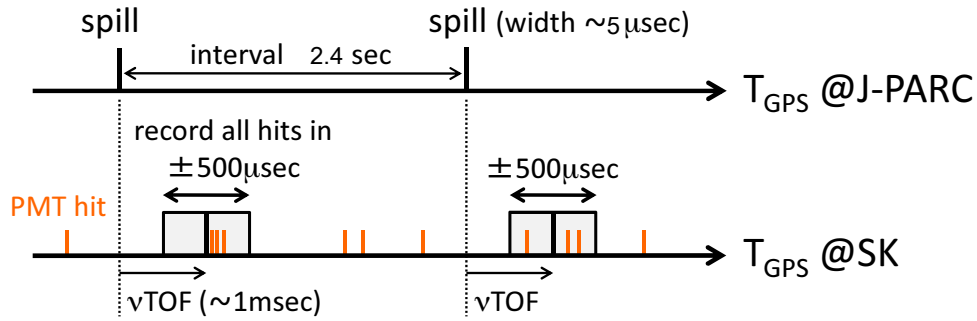 spill
spill (width ~5μsec)
interval 2.4 sec
T_GPS @J-PARC
record all hits in
±500μsec
±500μsec
PMT hit
T_GPS @SK
νTOF (~1msec)
νTOF